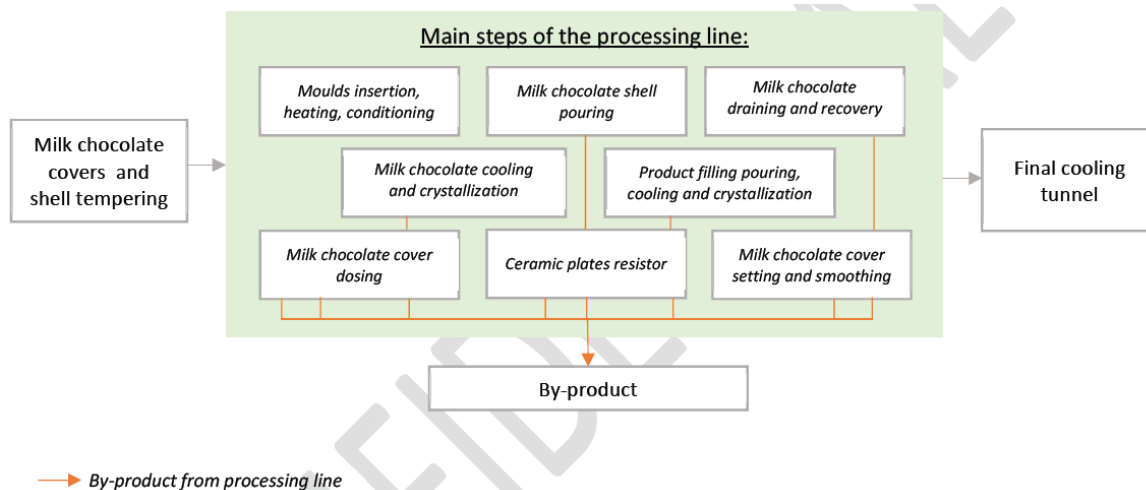 Main steps of the processing line:
Moulds insertion,
heating, conditioning
Milk chocolate shell
pouring
Milk chocolate
draining and recovery
Milk chocolate
covers and
shell tempering
Milk chocolate cooling
and crystallization
Product filling pouring,
cooling and crystallization
Final cooling
tunnel
Milk chocolate cover
dosing
Ceramic plates resistor
Milk chocolate cover
setting and smoothing
By-product
By-product from processing line